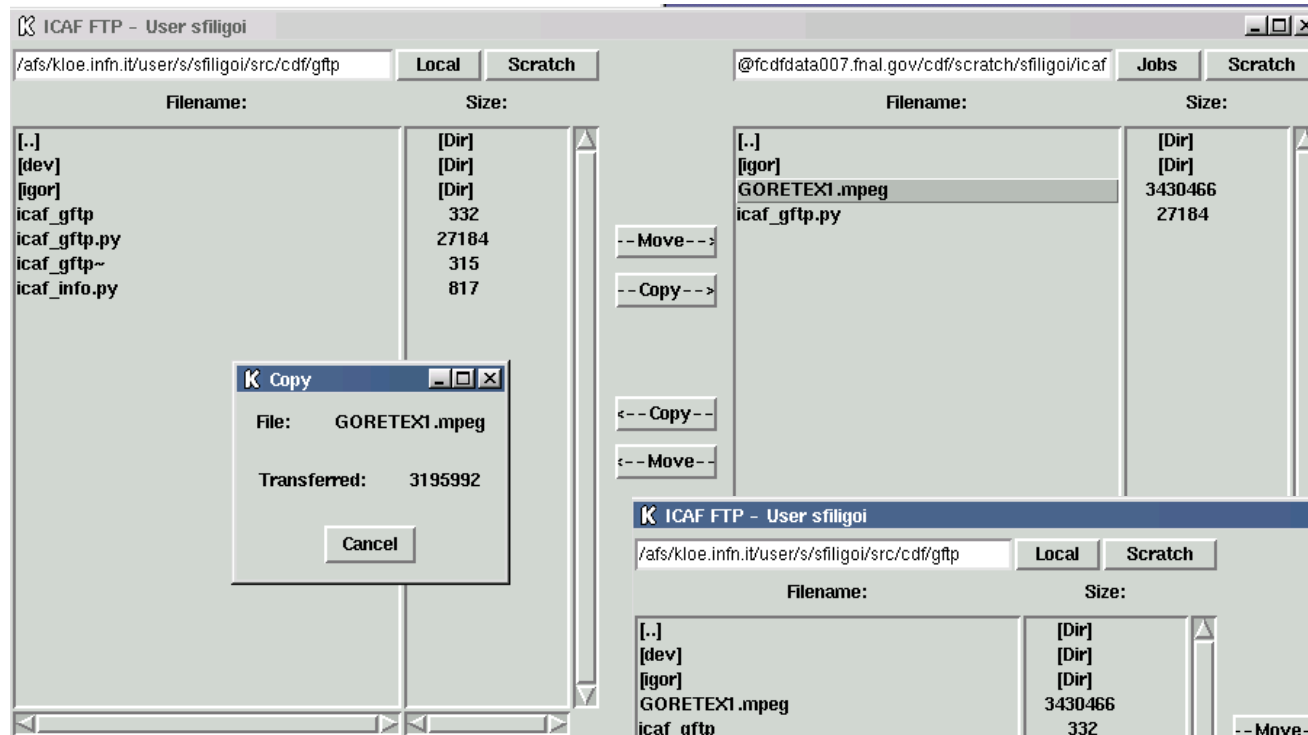 ICAF FTP - User sfiligoi
/afs/kloe.infn.it/user/s/sfiligoi/src/cdf/gftp Local Scratch
@fcdfdata007.fnal.gov/cdf/scratch/sfiligoi/icaf Jobs Scratch
Filename: Size:
Filename: Size:
[..] [Dir]
[dev] [Dir]
[igor] [Dir]
icaf_gftp 332
icaf_gftp.py 27184
icaf_gftp~ 315
icaf_info.py 817
--Move-->
--Copy-->
<--Copy--
<--Move--
[..] [Dir]
[igor] [Dir]
GORETEX1.mpeg 3430466
icaf_gftp.py 27184
Copy
File: GORETEX1.mpeg
Transferred: 3195992
Cancel
ICAF FTP - User sfiligoi
/afs/kloe.infn.it/user/s/sfiligoi/src/cdf/gftp Local Scratch
Filename: Size:
[..] [Dir]
[dev] [Dir]
[igor] [Dir]
GORETEX1.mpeg 3430466
icaf_gftp 332
--Move-